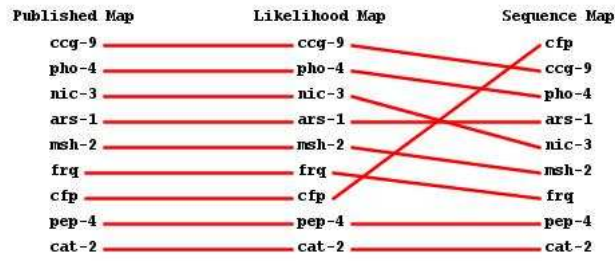 Published Map Likelihood Map Sequence Map
ccg-9 ccg-9 cfp
pho-4 pho-4 ccg-9
nic-3 nic-3 pho-4
ars-1 ars-1 ars-1
msh-2 msh-2 nic-3
frq frq msh-2
cfp cfp frq
pep-4 pep-4 pep-4
cat-2 cat-2 cat-2